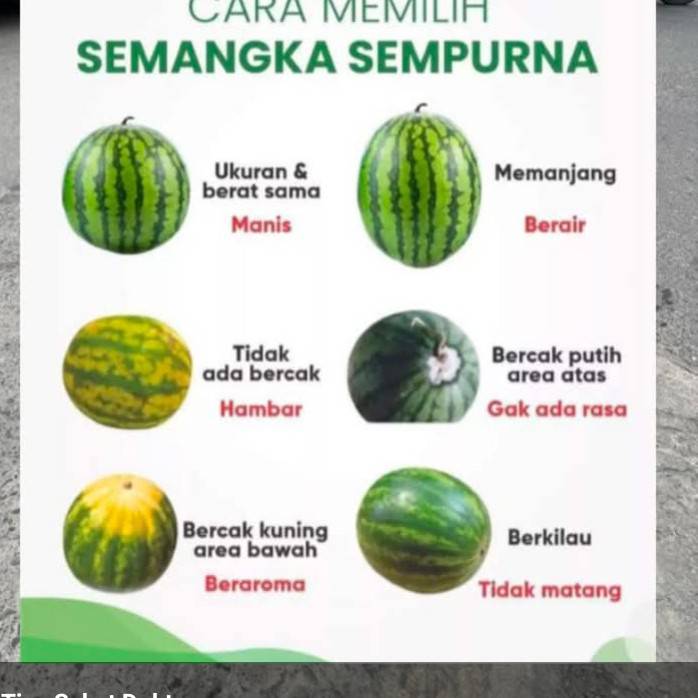 CARA MEMILIH
SEMANGKA SEMPURNA
Ukuran &
berat sama
Manis
Memanjang
Berair
Tidak
ada bercak
Hambar
Bercak putih
area atas
Gak ada rasa
Bercak kuning
area bawah
Beraroma
Berkilau
Tidak matang